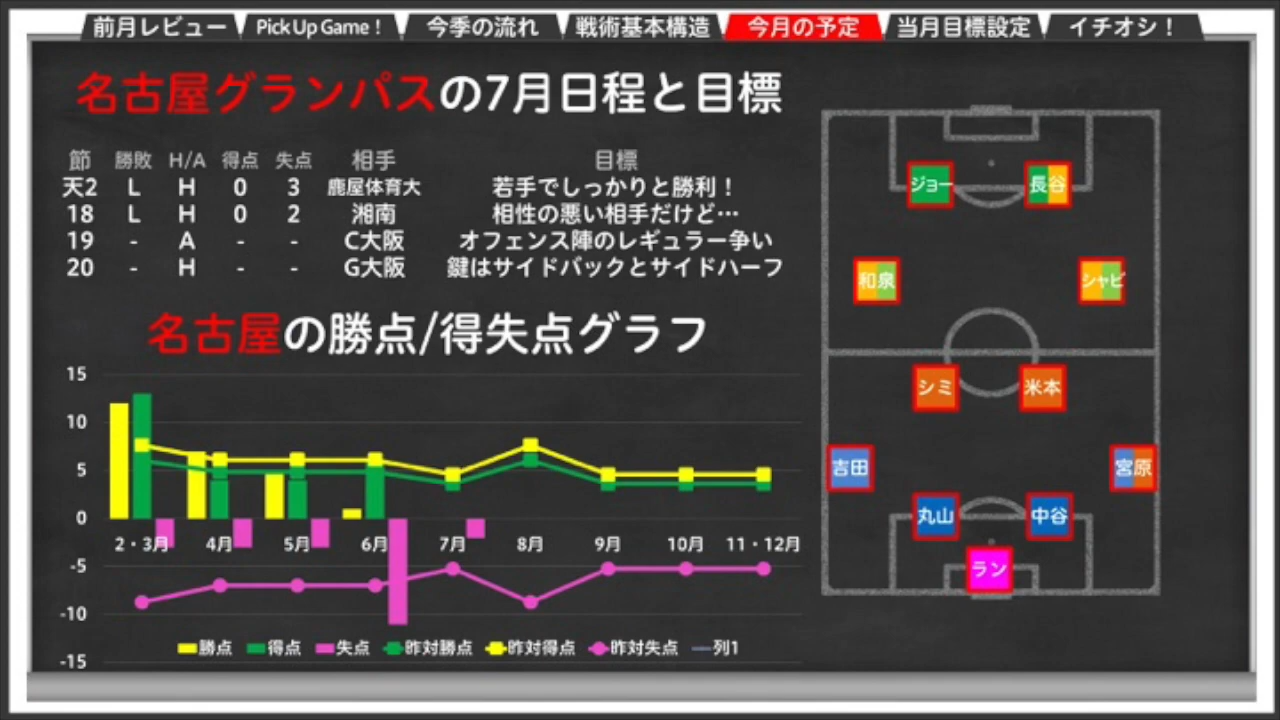 前月レビュー Pick Up Game！ 今季の流れ 戦術基本構造 今月の予定 当月目標設定 イチオシ！
名古屋グランパスの7月日程と目標
節 勝敗 H/A 得点 失点 相手 目標
天2 L H 0 3 鹿屋体育大 若手でしっかりと勝利！
18 L H 0 2 湘南 相性の悪い相手だけど…
19 - A - - C大阪 オフェンス陣のレギュラー争い
20 - H - - G大阪 鍵はサイドバックとサイドハーフ
名古屋の勝点/得失点グラフ
15
10
5
0
-5
-10
-15
2・3月 4月 5月 6月 7月 8月 9月 10月 11・12月
勝点 得点 失点 昨対勝点 昨対得点 昨対失点 列1
ジョー 長谷
和泉 シャビ
シミ 米本
吉田 宮原
丸山 中谷
ラン